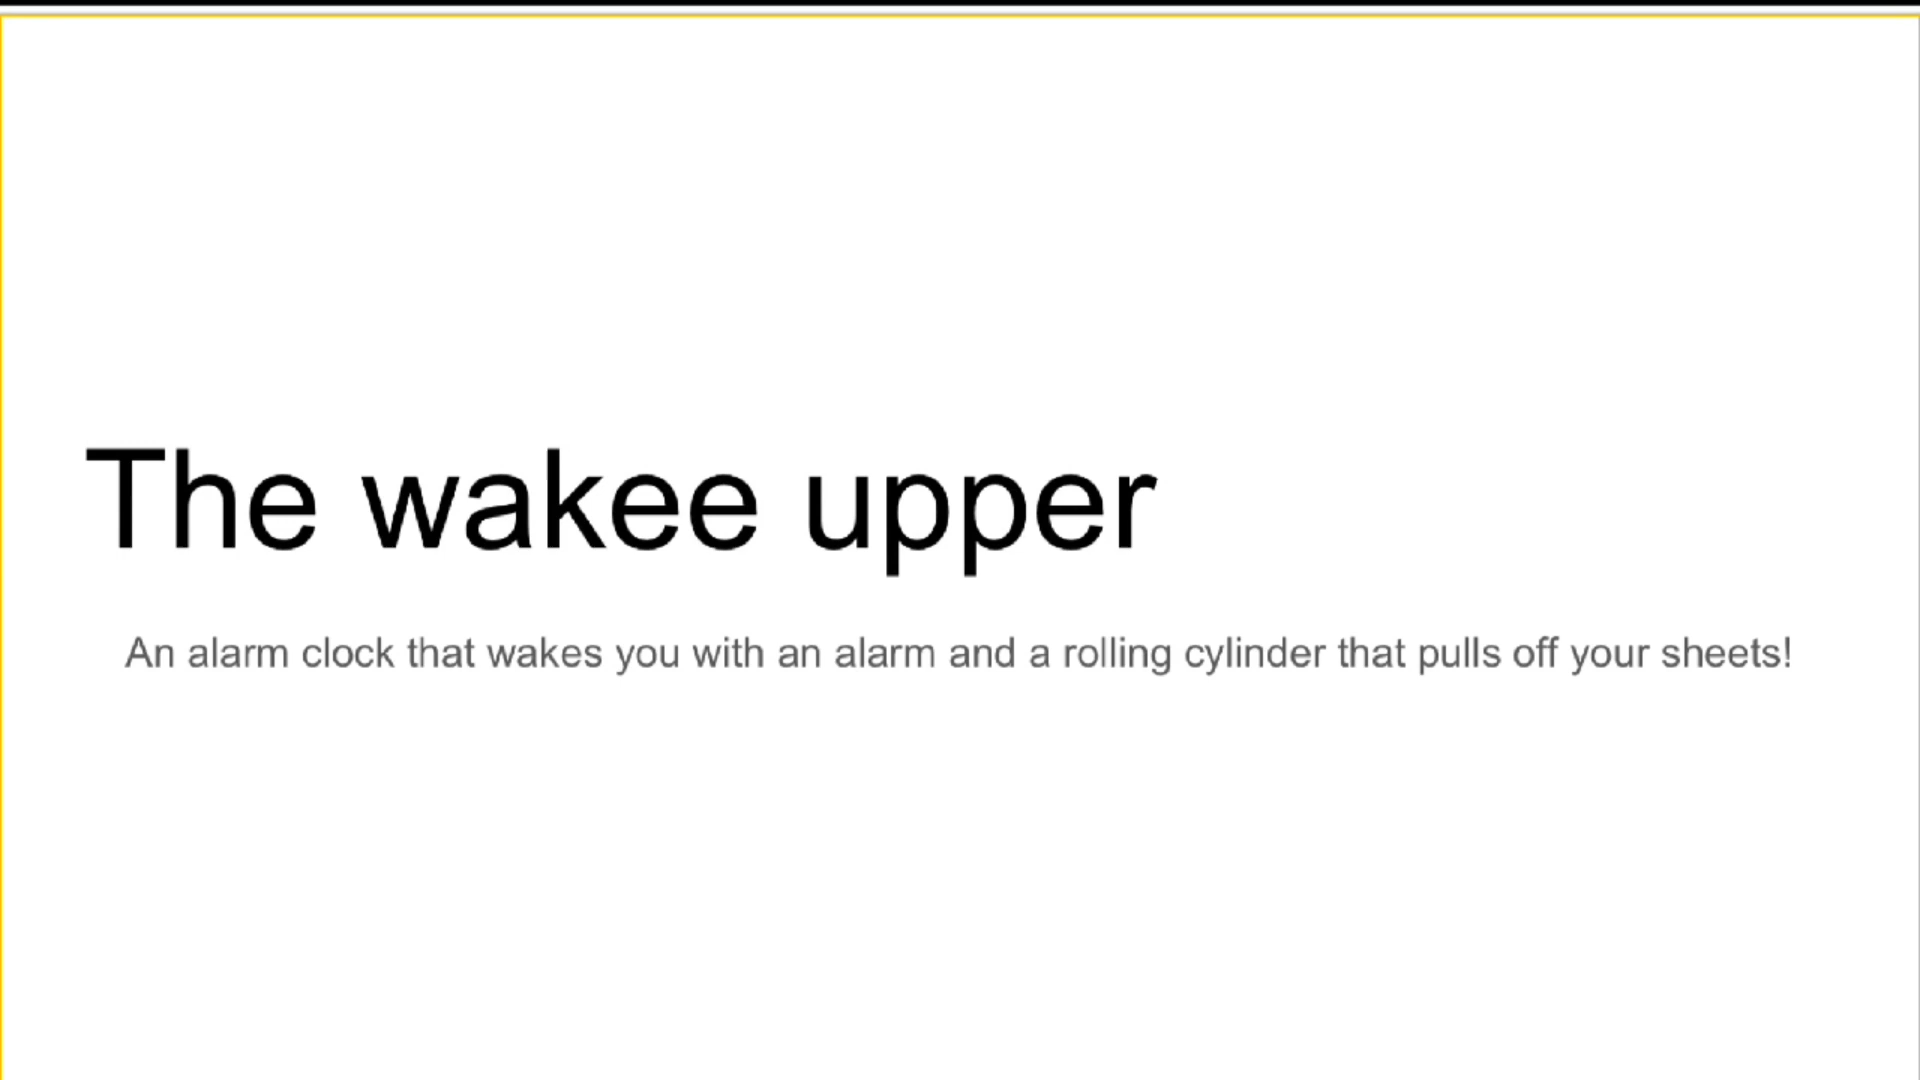 The wakee upper
An alarm clock that wakes you with an alarm and a rolling cylinder that pulls off your sheets!